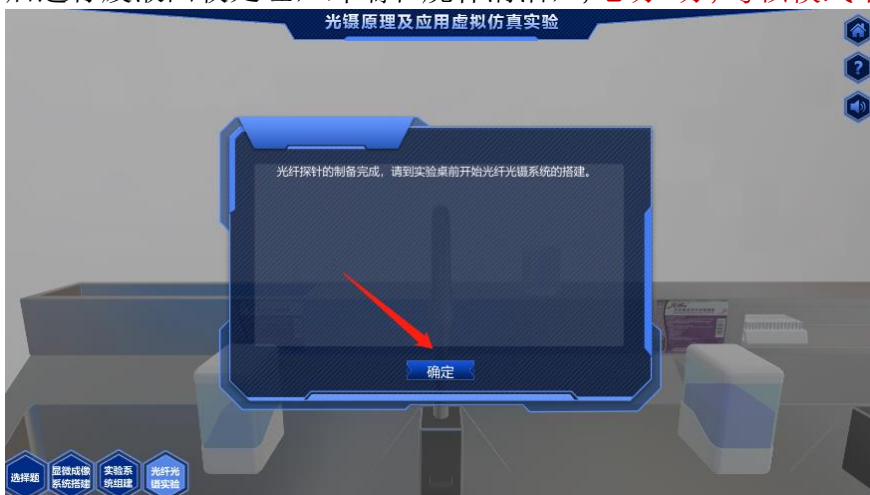 光镊原理及应用虚拟仿真实验
光纤探针的制备完成，请到实验桌前开始光纤光镊系统的搭建。
确定
选择题
显微成像
系统搭建
实验系
统组建
光纤光
镊实验